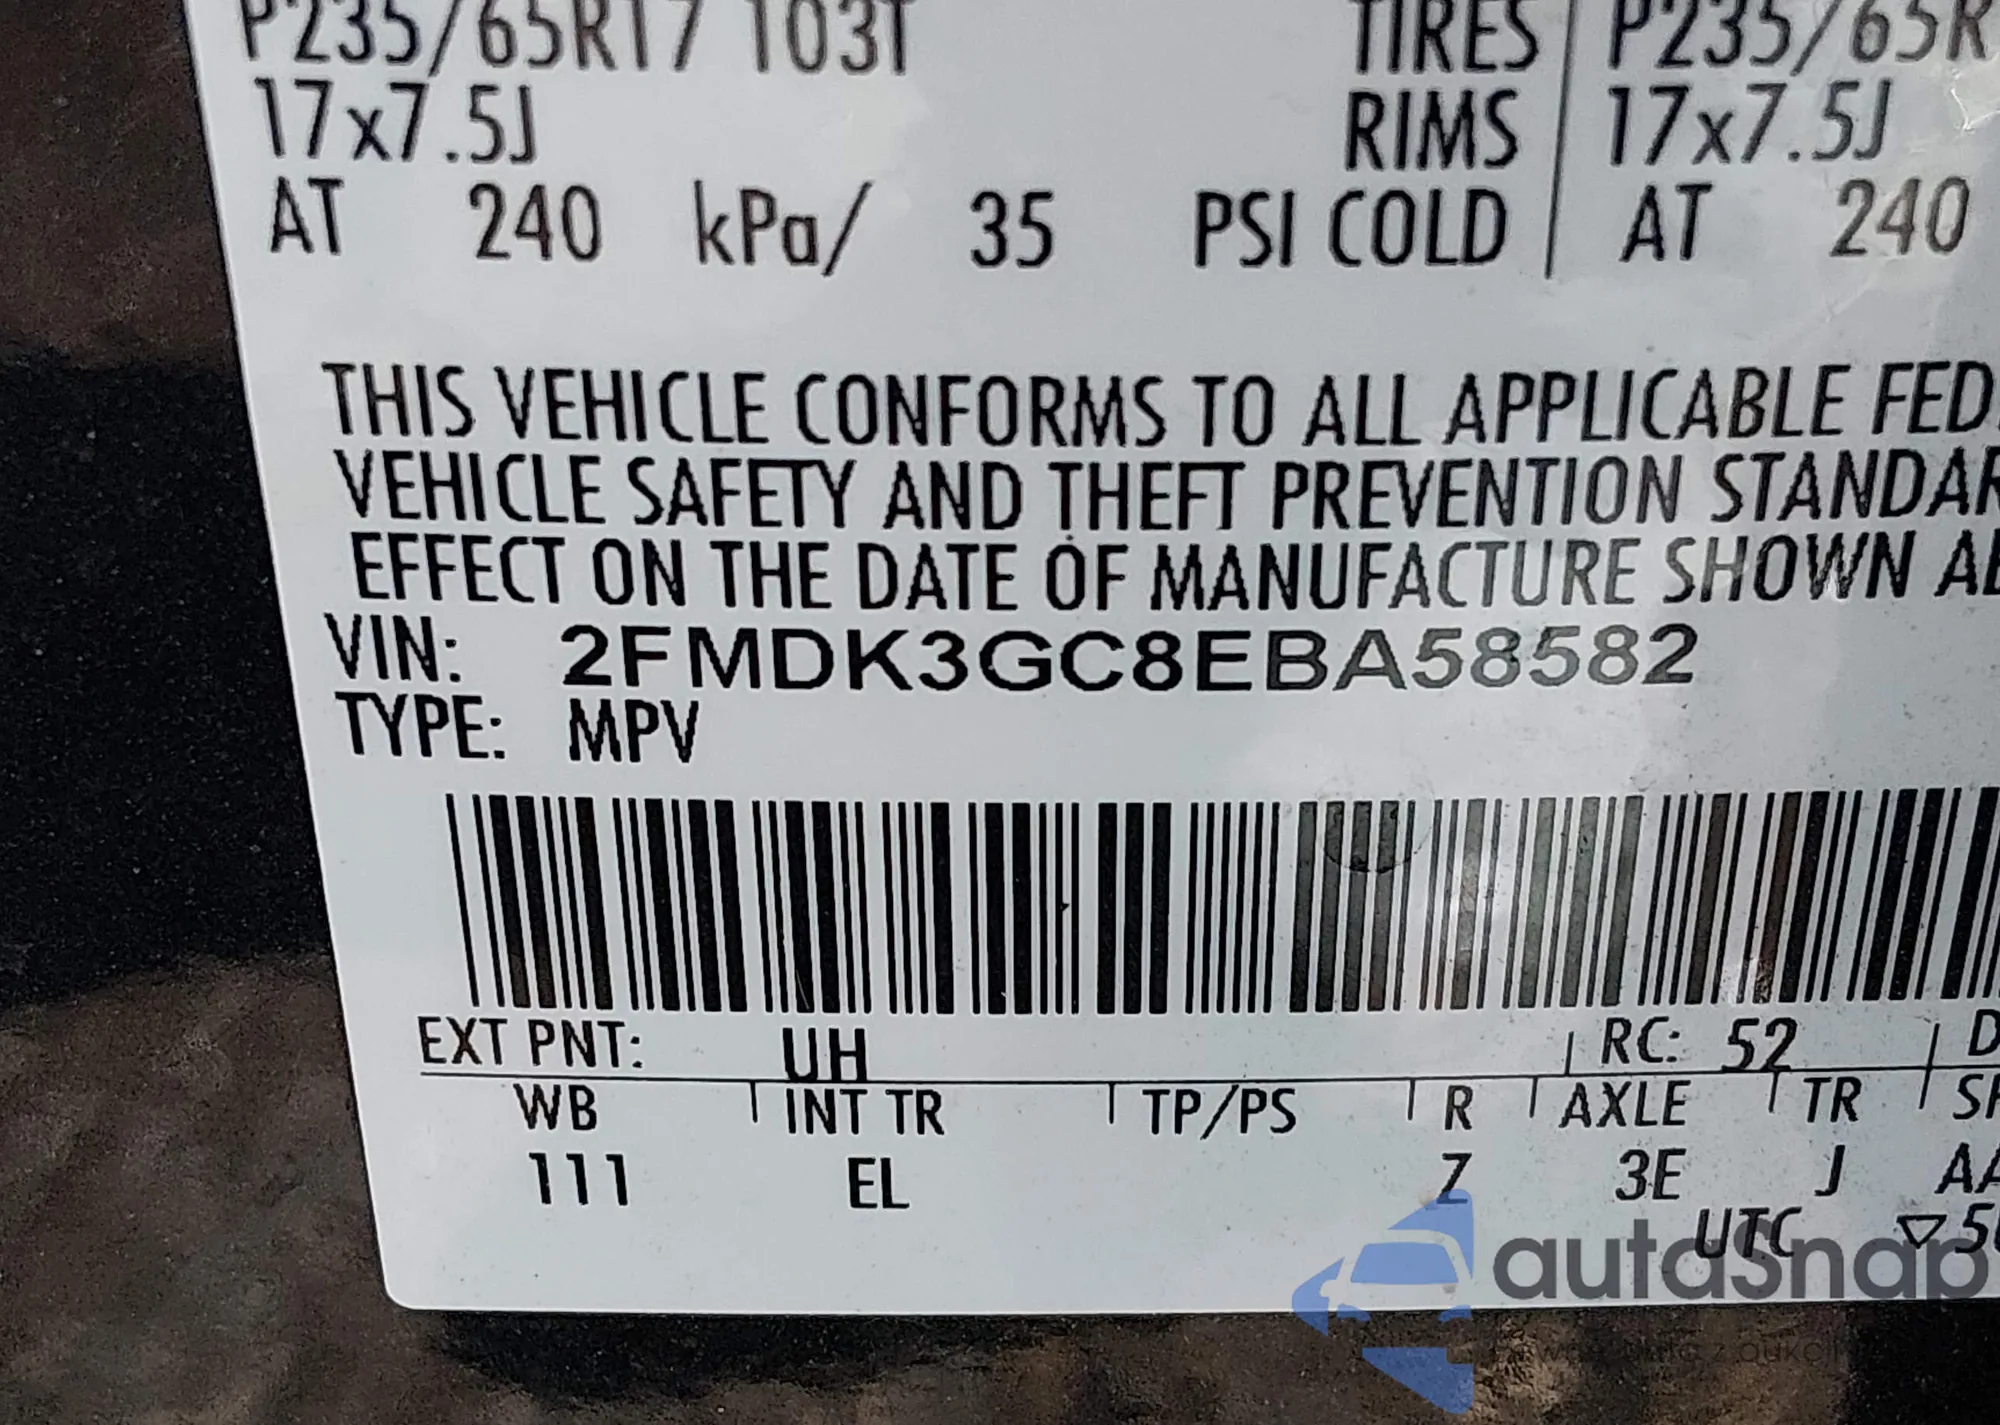 P235/65R17 103T TIRES P235/65R
17x7.5J RIMS 17x7.5J
AT 240 kPa/ 35 PSI COLD AT 240
THIS VEHICLE CONFORMS TO ALL APPLICABLE FED
VEHICLE SAFETY AND THEFT PREVENTION STANDAR
EFFECT ON THE DATE OF MANUFACTURE SHOWN AB
VIN: 2FMDK3GC8EBA58582
TYPE: MPV
EXT PNT: UH RC: 52 D
WB INT TR TP/PS R AXLE TR
111 EL Z 3E J AA
UTC ▽
autoSnap